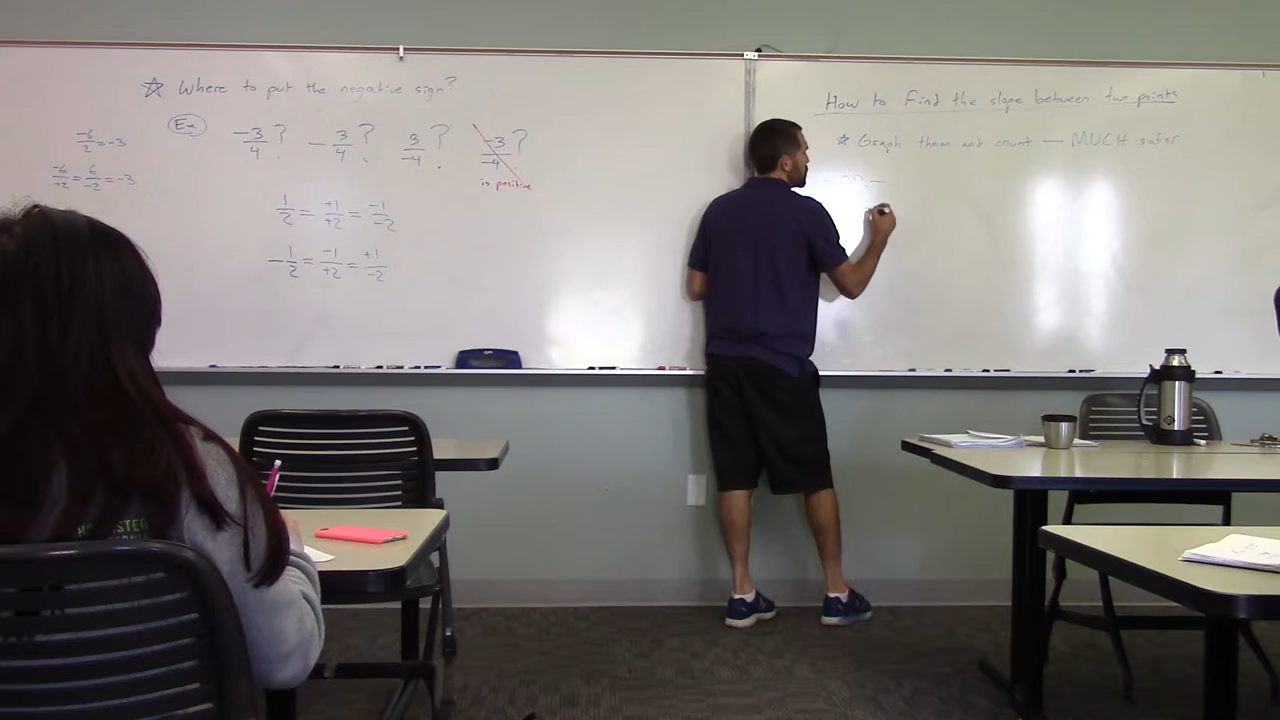 ☆ Where to put the negative sign?
Ex
-3/4 ? - 3/4 ? 3/-4 ? -3/-4 ?
is positive
-6/2 = -3
-6/+2 = 6/-2 = -3
1/2 = +1/+2 = -1/-2
- 1/2 = -1/+2 = +1/-2
How to Find the slope between two points
☆ Graph them and count — MUCH safer
- OR -